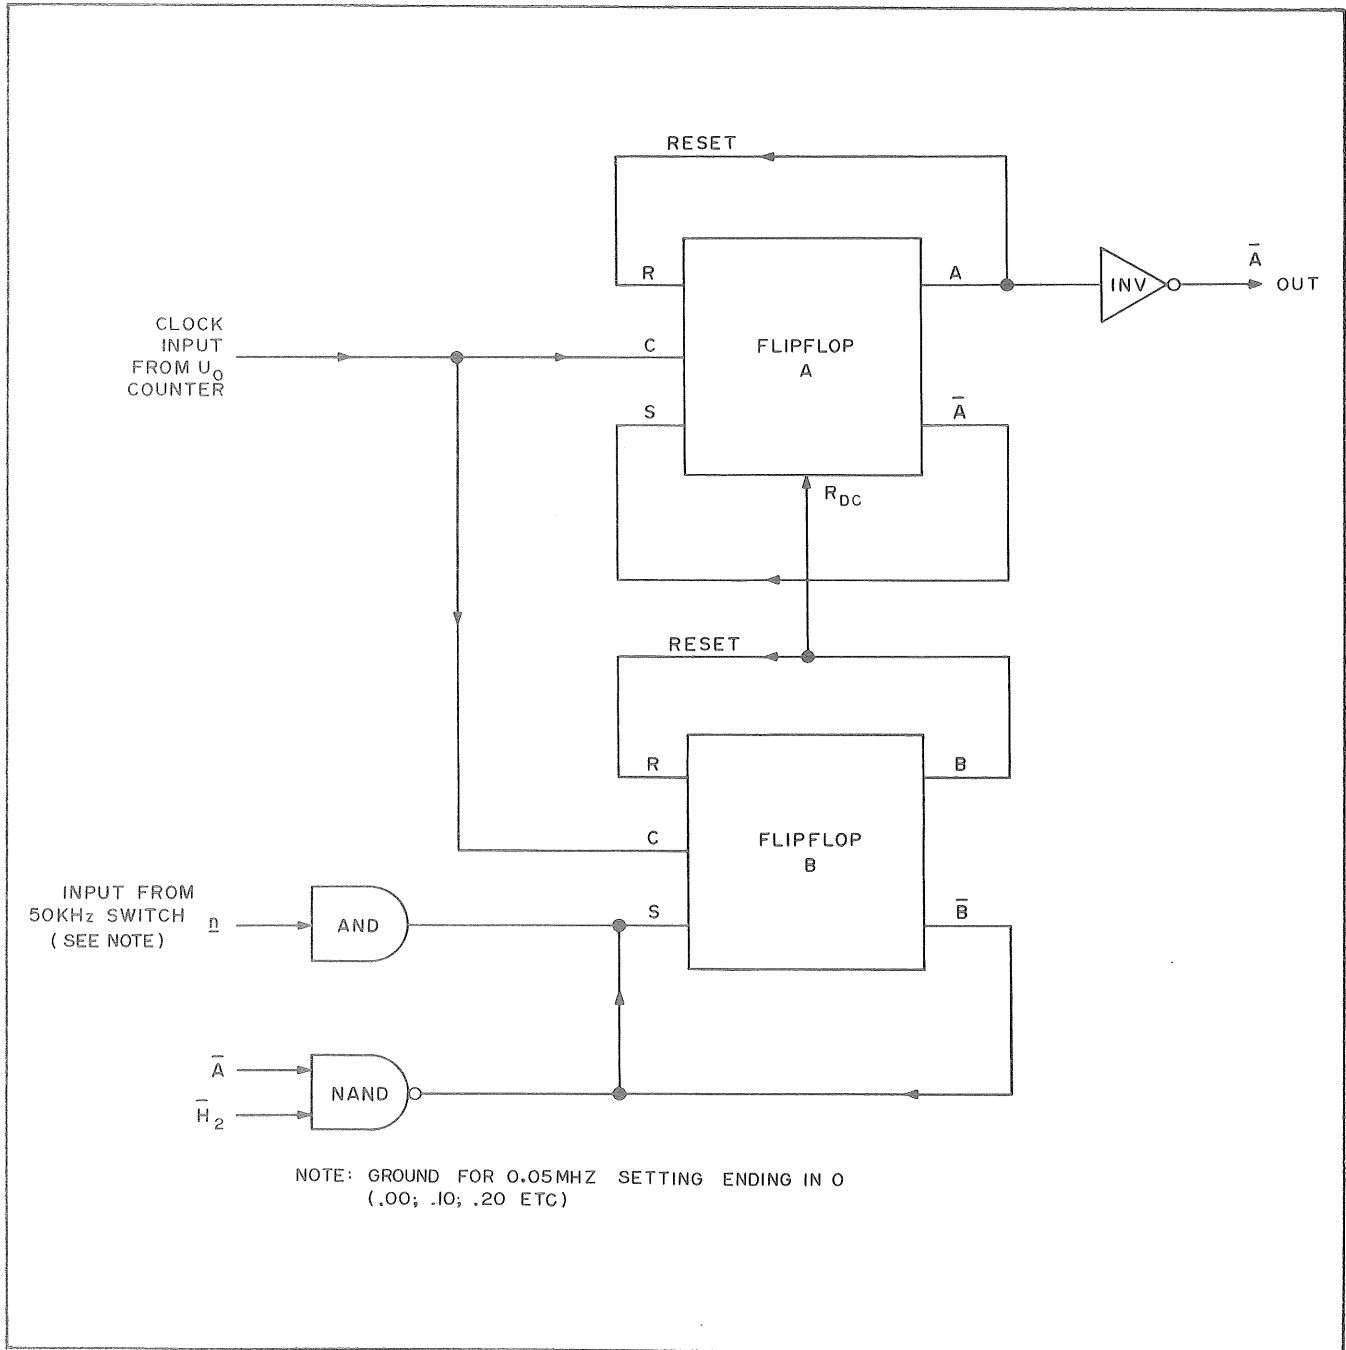 RESET
R
A
INV
Ā
OUT
CLOCK
INPUT
FROM U₀
COUNTER
C
FLIPFLOP
A
S
Ā
R_DC
RESET
R
B
C
FLIPFLOP
B
INPUT FROM
50KHz SWITCH n
(SEE NOTE)
AND
S
B̄
Ā
H̄₂
NAND
NOTE: GROUND FOR 0.05MHZ SETTING ENDING IN 0
(.00; .10; .20 ETC)